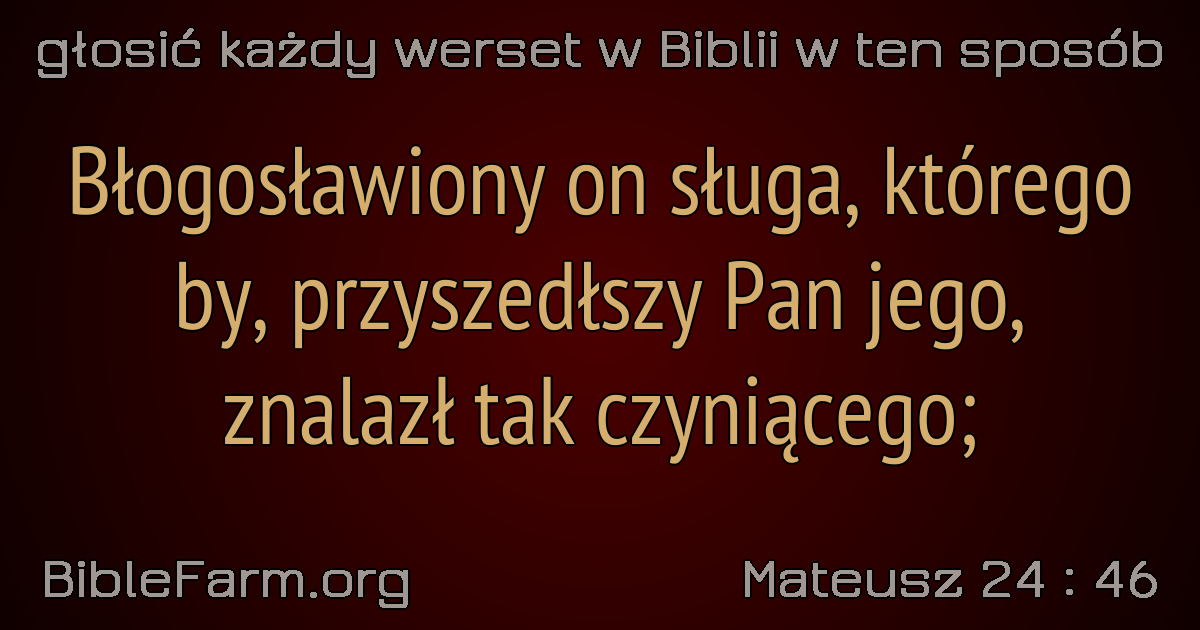 głosić każdy werset w Biblii w ten sposób
Błogosławiony on sługa, którego
by, przyszedłszy Pan jego,
znalazł tak czyniącego;
BibleFarm.org
Mateusz 24 : 46